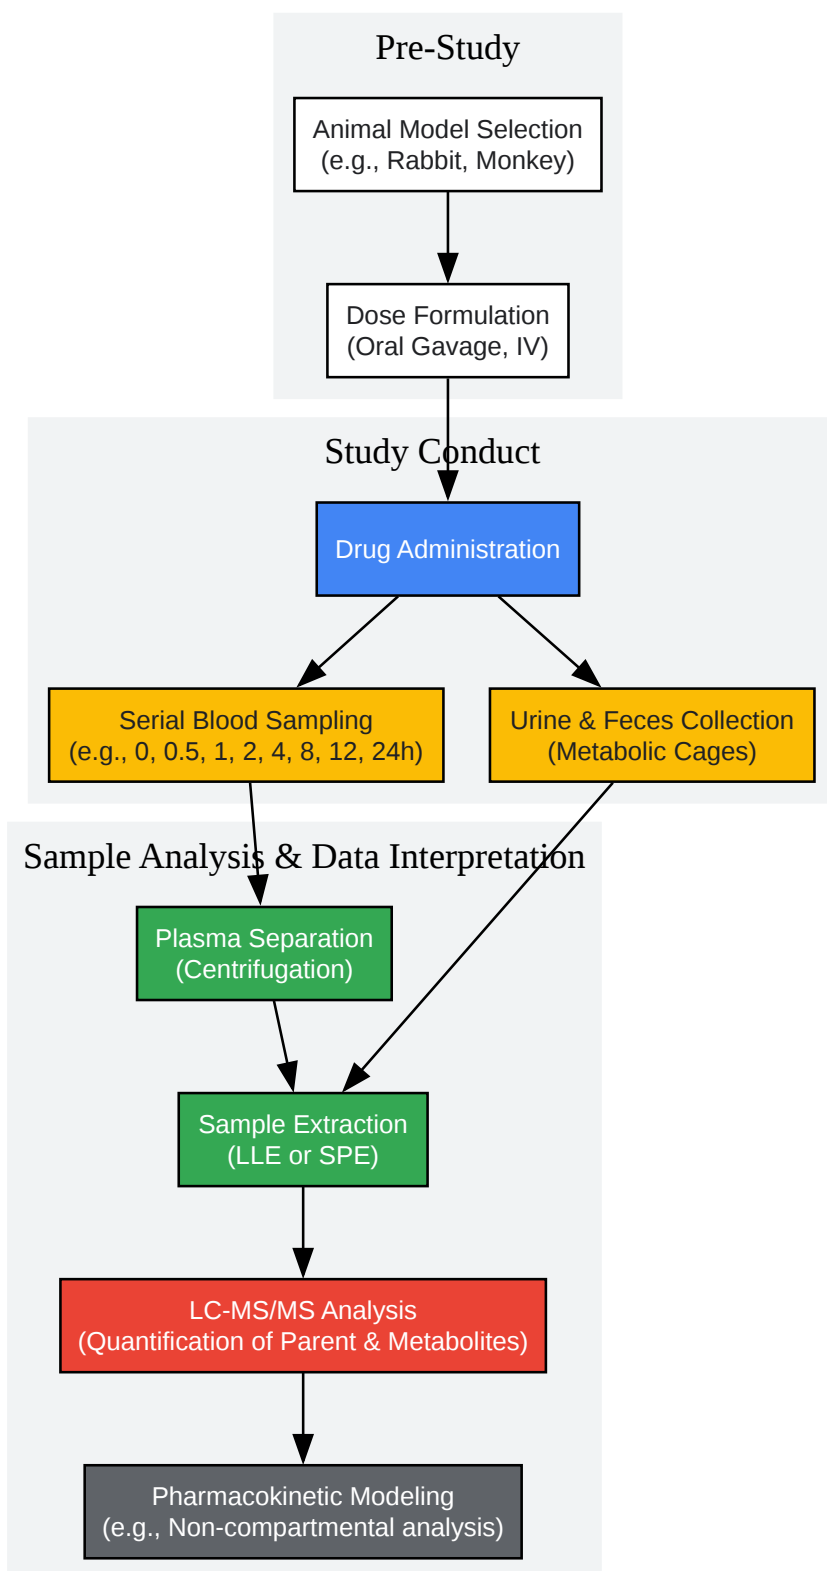 Pre-Study
Animal Model Selection
(e.g., Rabbit, Monkey)
Dose Formulation
(Oral Gavage, IV)
Study Conduct
Drug Administration
Serial Blood Sampling
(e.g., 0, 0.5, 1, 2, 4, 8, 12, 24h)
Urine & Feces Collection
(Metabolic Cages)
Sample Analysis & Data Interpretation
Plasma Separation
(Centrifugation)
Sample Extraction
(LLE or SPE)
LC-MS/MS Analysis
(Quantification of Parent & Metabolites)
Pharmacokinetic Modeling
(e.g., Non-compartmental analysis)